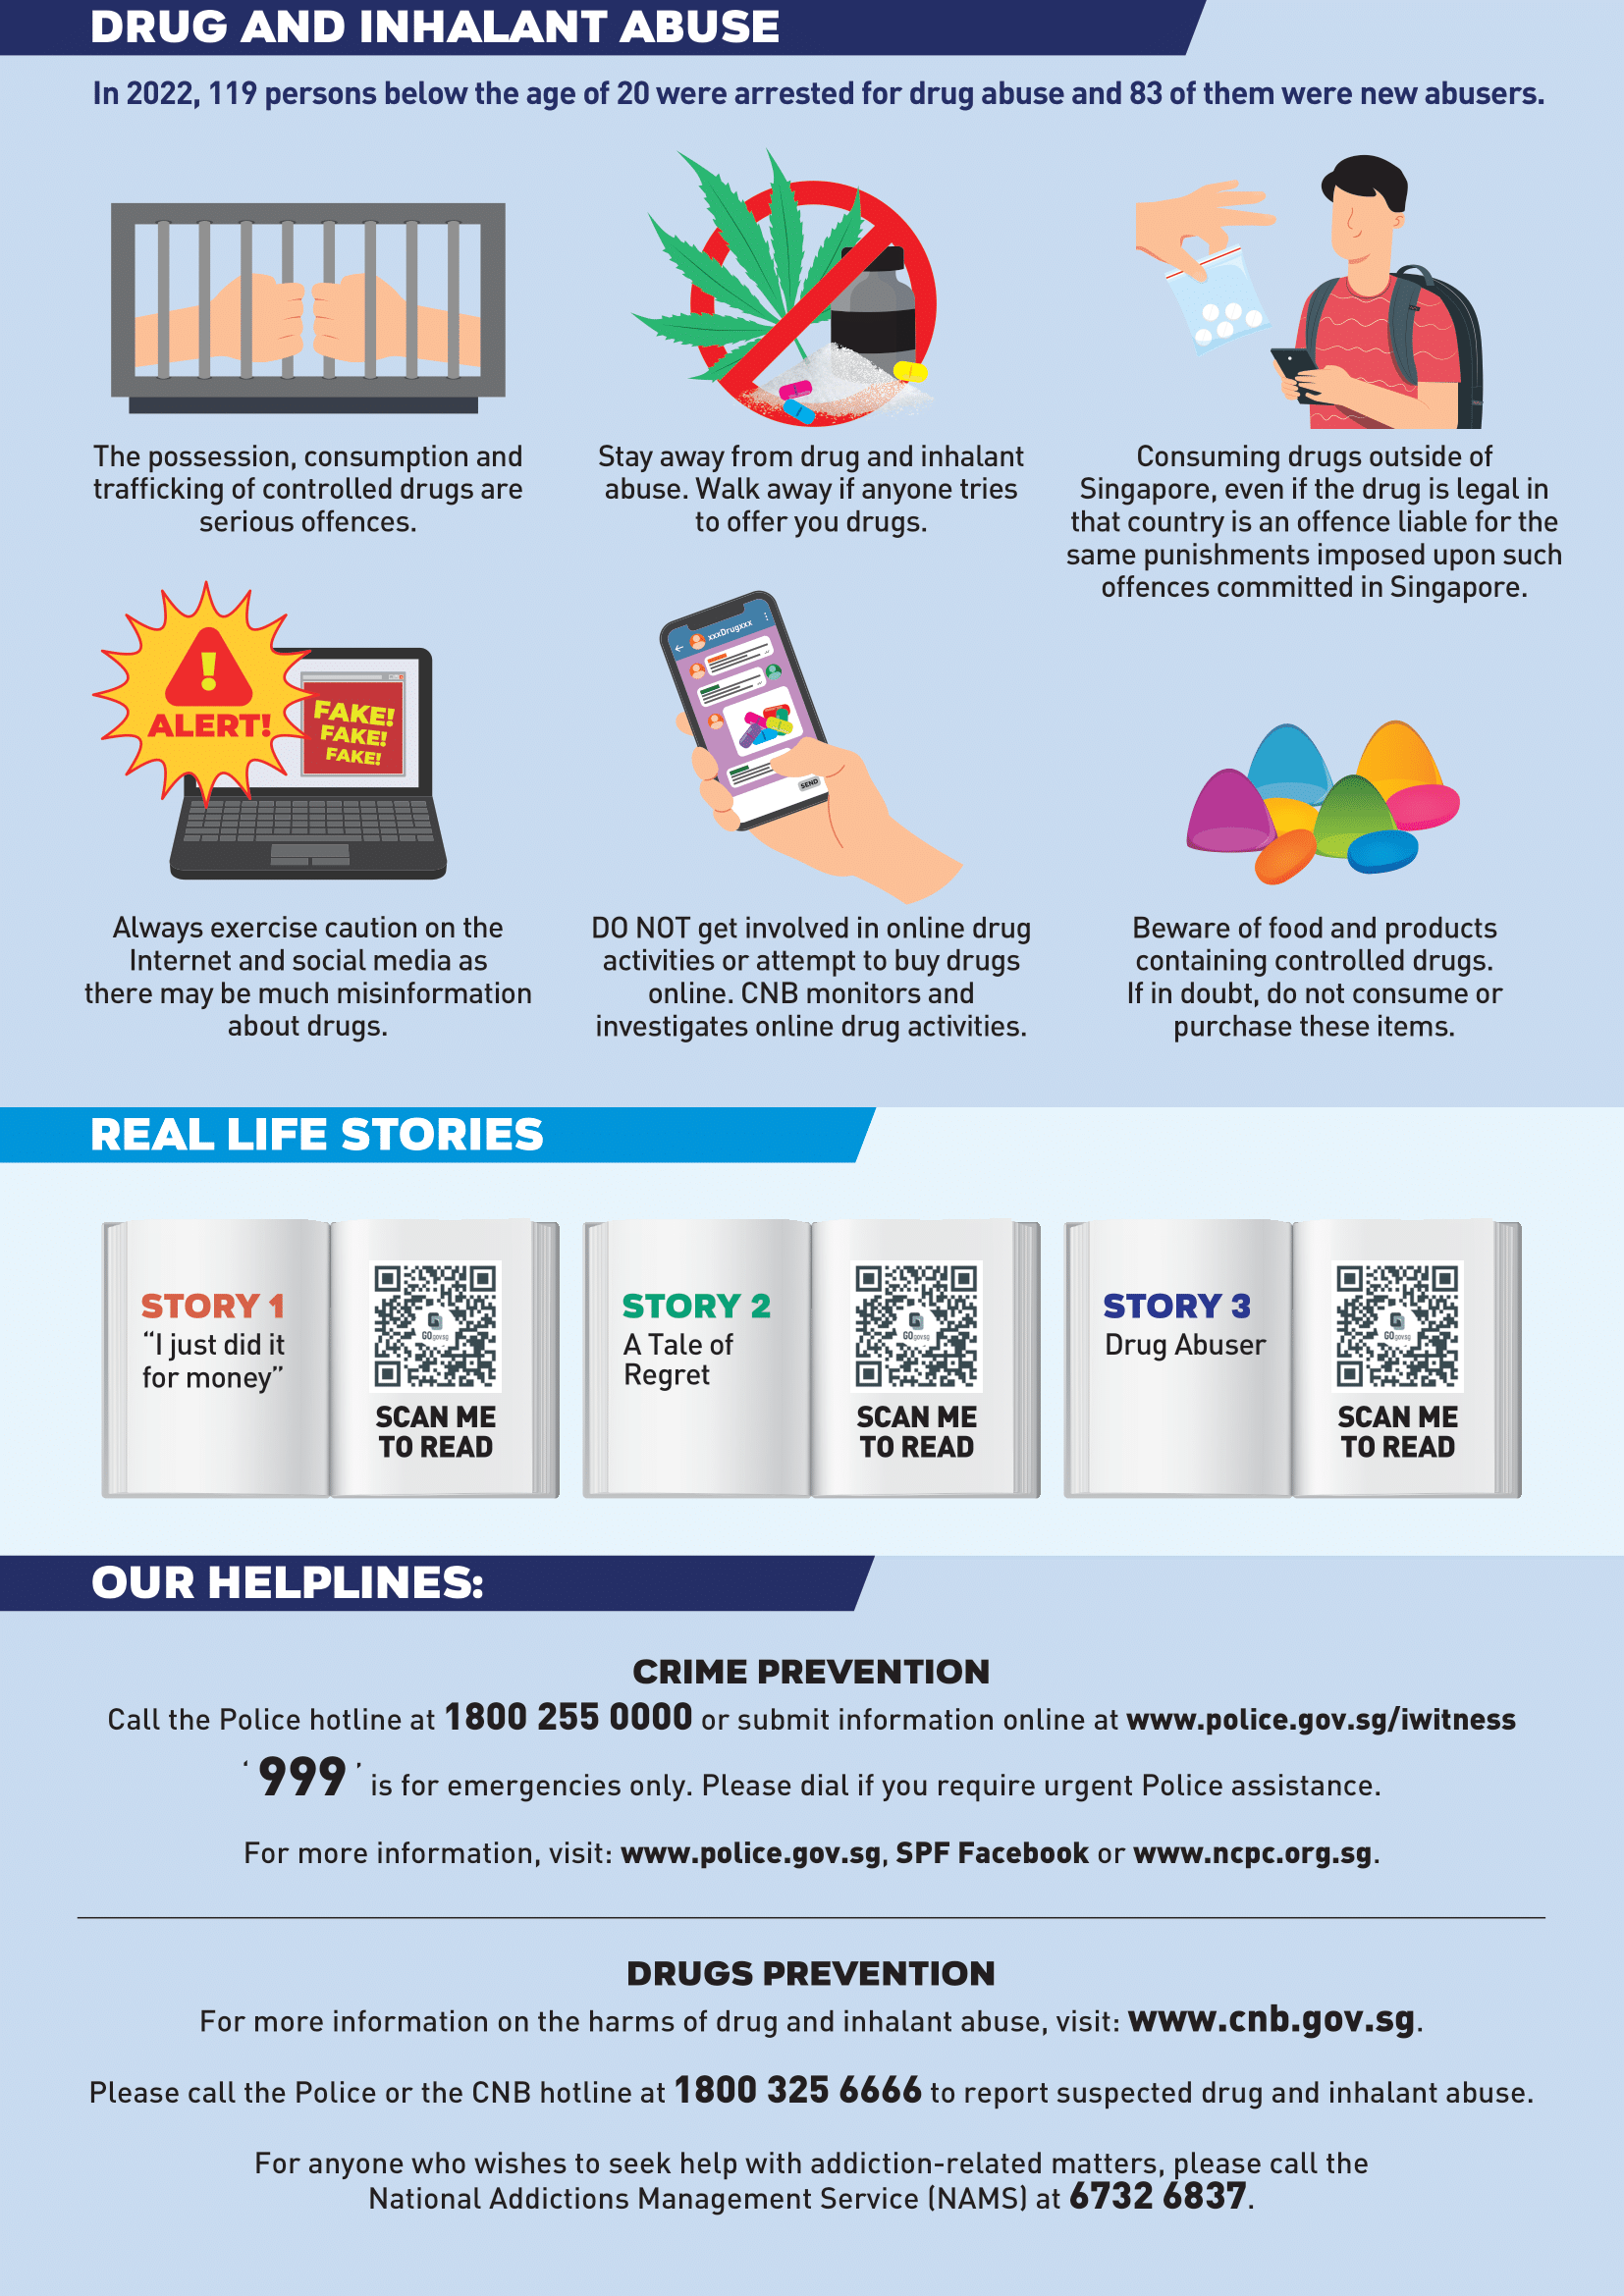 DRUG AND INHALANT ABUSE
In 2022, 119 persons below the age of 20 were arrested for drug abuse and 83 of them were new abusers.
The possession, consumption and
trafficking of controlled drugs are
serious offences.
Stay away from drug and inhalant
abuse. Walk away if anyone tries
to offer you drugs.
Consuming drugs outside of
Singapore, even if the drug is legal in
that country is an offence liable for the
same punishments imposed upon such
offences committed in Singapore.
!
ALERT!
FAKE!
FAKE!
FAKE!
xxxDrugxxx
SEND
Always exercise caution on the
Internet and social media as
there may be much misinformation
about drugs.
DO NOT get involved in online drug
activities or attempt to buy drugs
online. CNB monitors and
investigates online drug activities.
Beware of food and products
containing controlled drugs.
If in doubt, do not consume or
purchase these items.
REAL LIFE STORIES
STORY 1
“I just did it
for money”
GO.gov.sg
SCAN ME
TO READ
STORY 2
A Tale of
Regret
GO.gov.sg
SCAN ME
TO READ
STORY 3
Drug Abuser
GO.gov.sg
SCAN ME
TO READ
OUR HELPLINES:
CRIME PREVENTION
Call the Police hotline at 1800 255 0000 or submit information online at www.police.gov.sg/iwitness
‘999’ is for emergencies only. Please dial if you require urgent Police assistance.
For more information, visit: www.police.gov.sg, SPF Facebook or www.ncpc.org.sg.
DRUGS PREVENTION
For more information on the harms of drug and inhalant abuse, visit: www.cnb.gov.sg.
Please call the Police or the CNB hotline at 1800 325 6666 to report suspected drug and inhalant abuse.
For anyone who wishes to seek help with addiction-related matters, please call the
National Addictions Management Service (NAMS) at 6732 6837.